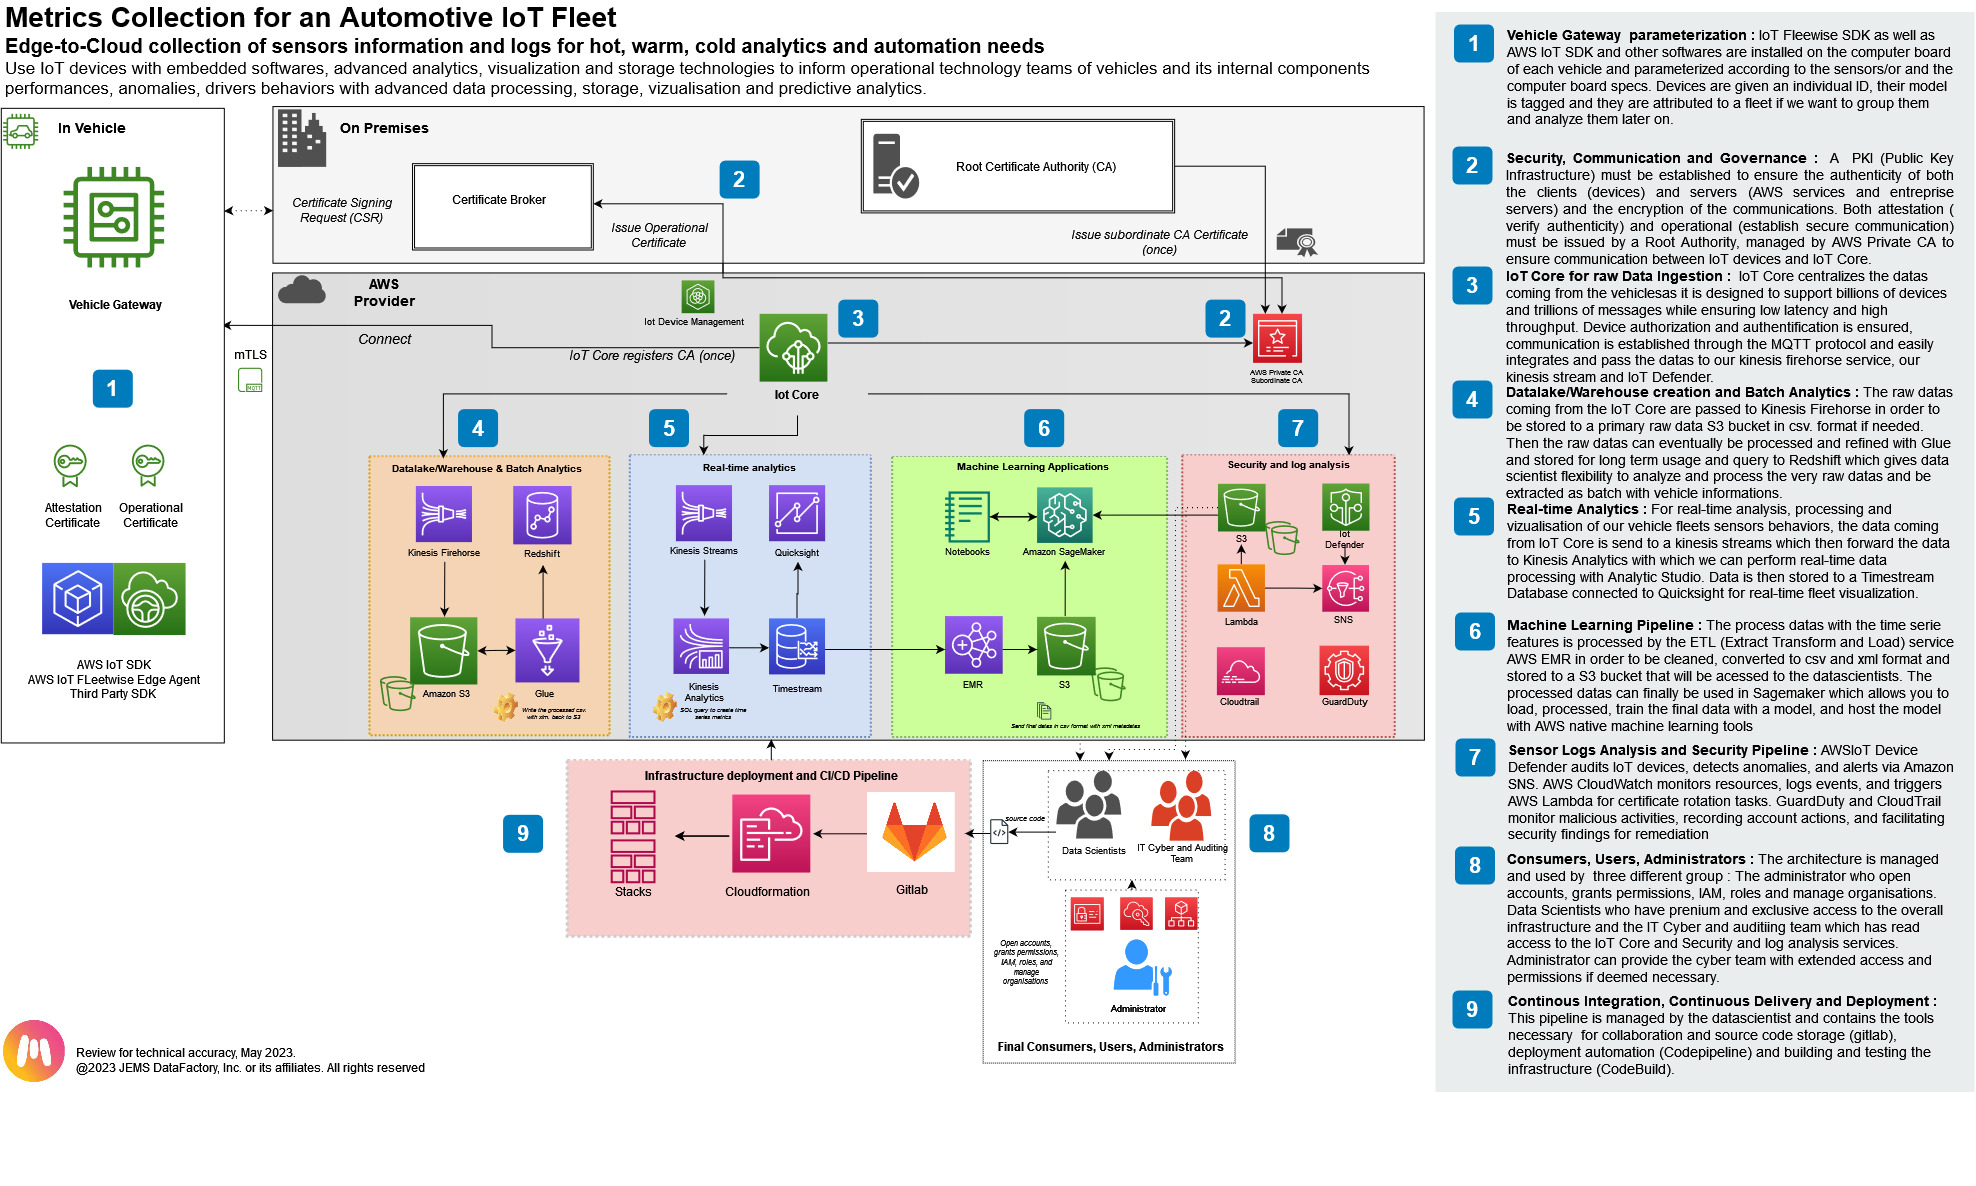 Metrics Collection for an Automotive IoT Fleet
Edge-to-Cloud collection of sensors information and logs for hot, warm, cold analytics and automation needs
Use IoT devices with embedded softwares, advanced analytics, visualization and storage technologies to inform operational technology teams of vehicles and its internal components
performances, anomalies, drivers behaviors with advanced data processing, storage, vizualisation and predictive analytics.
In Vehicle
Vehicle Gateway
1
Attestation
Certificate
Operational
Certificate
AWS IoT SDK
AWS IoT FLeetwise Edge Agent
Third Party SDK
mTLS
MQTT
On Premises
Certificate Signing
Request (CSR)
Certificate Broker
2
Issue Operational
Certificate
Root Certificate Authority (CA)
Issue subordinate CA Certificate
(once)
AWS
Provider
Connect
Iot Device Management
IoT Core registers CA (once)
3
Iot Core
2
AWS Private CA
Subordinate CA
4
5
6
7
Datalake/Warehouse & Batch Analytics
Kinesis Firehorse
Redshift
Amazon S3
Glue
Write the processed csv.
with xlm. back to S3
Real-time analytics
Kinesis Streams
Quicksight
Kinesis
Analytics
Timestream
SQL query to create time
series metrics
Machine Learning Applications
Notebooks
Amazon SageMaker
EMR
S3
Send final datas in csv format with xml metadatas
Security and log analysis
S3
Iot
Defender
Lambda
SNS
Cloudtrail
GuardDuty
Infrastructure deployment and CI/CD Pipeline
9
Stacks
Cloudformation
Gitlab
source code
Data Scientists
IT Cyber and Auditing
Team
8
Open accounts,
grants permissions,
IAM, roles, and
manage
organisations
Administrator
Final Consumers, Users, Administrators
Review for technical accuracy, May 2023.
@2023 JEMS DataFactory, Inc. or its affiliates. All rights reserved
1
Vehicle Gateway parameterization : IoT Fleewise SDK as well as
AWS IoT SDK and other softwares are installed on the computer board
of each vehicle and parameterized according to the sensors/or and the
computer board specs. Devices are given an individual ID, their model
is tagged and they are attributed to a fleet if we want to group them
and analyze them later on.
2
Security, Communication and Governance : A PKI (Public Key
Infrastructure) must be established to ensure the authenticity of both
the clients (devices) and servers (AWS services and entreprise
servers) and the encryption of the communications. Both attestation (
verify authenticity) and operational (establish secure communication)
must be issued by a Root Authority, managed by AWS Private CA to
ensure communication between IoT devices and IoT Core.
3
IoT Core for raw Data Ingestion : IoT Core centralizes the datas
coming from the vehiclesas it is designed to support billions of devices
and trillions of messages while ensuring low latency and high
throughput. Device authorization and authentification is ensured,
communication is established through the MQTT protocol and easily
integrates and pass the datas to our kinesis firehorse service, our
kinesis stream and IoT Defender.
4
Datalake/Warehouse creation and Batch Analytics : The raw datas
coming from the IoT Core are passed to Kinesis Firehorse in order to
be stored to a primary raw data S3 bucket in csv. format if needed.
Then the raw datas can eventually be processed and refined with Glue
and stored for long term usage and query to Redshift which gives data
scientist flexibility to analyze and process the very raw datas and be
extracted as batch with vehicle informations.
5
Real-time Analytics : For real-time analysis, processing and
vizualisation of our vehicle fleets sensors behaviors, the data coming
from IoT Core is send to a kinesis streams which then forward the data
to Kinesis Analytics with which we can perform real-time data
processing with Analytic Studio. Data is then stored to a Timestream
Database connected to Quicksight for real-time fleet visualization.
6
Machine Learning Pipeline : The process datas with the time serie
features is processed by the ETL (Extract Transform and Load) service
AWS EMR in order to be cleaned, converted to csv and xml format and
stored to a S3 bucket that will be acessed to the datascientists. The
processed datas can finally be used in Sagemaker which allows you to
load, processed, train the final data with a model, and host the model
with AWS native machine learning tools
7
Sensor Logs Analysis and Security Pipeline : AWSIoT Device
Defender audits IoT devices, detects anomalies, and alerts via Amazon
SNS. AWS CloudWatch monitors resources, logs events, and triggers
AWS Lambda for certificate rotation tasks. GuardDuty and CloudTrail
monitor malicious activities, recording account actions, and facilitating
security findings for remediation
8
Consumers, Users, Administrators : The architecture is managed
and used by three different group : The administrator who open
accounts, grants permissions, IAM, roles and manage organisations.
Data Scientists who have prenium and exclusive access to the overall
infrastructure and the IT Cyber and auditiing team which has read
access to the IoT Core and Security and log analysis services.
Administrator can provide the cyber team with extended access and
permissions if deemed necessary.
9
Continous Integration, Continuous Delivery and Deployment :
This pipeline is managed by the datascientist and contains the tools
necessary for collaboration and source code storage (gitlab),
deployment automation (Codepipeline) and building and testing the
infrastructure (CodeBuild).